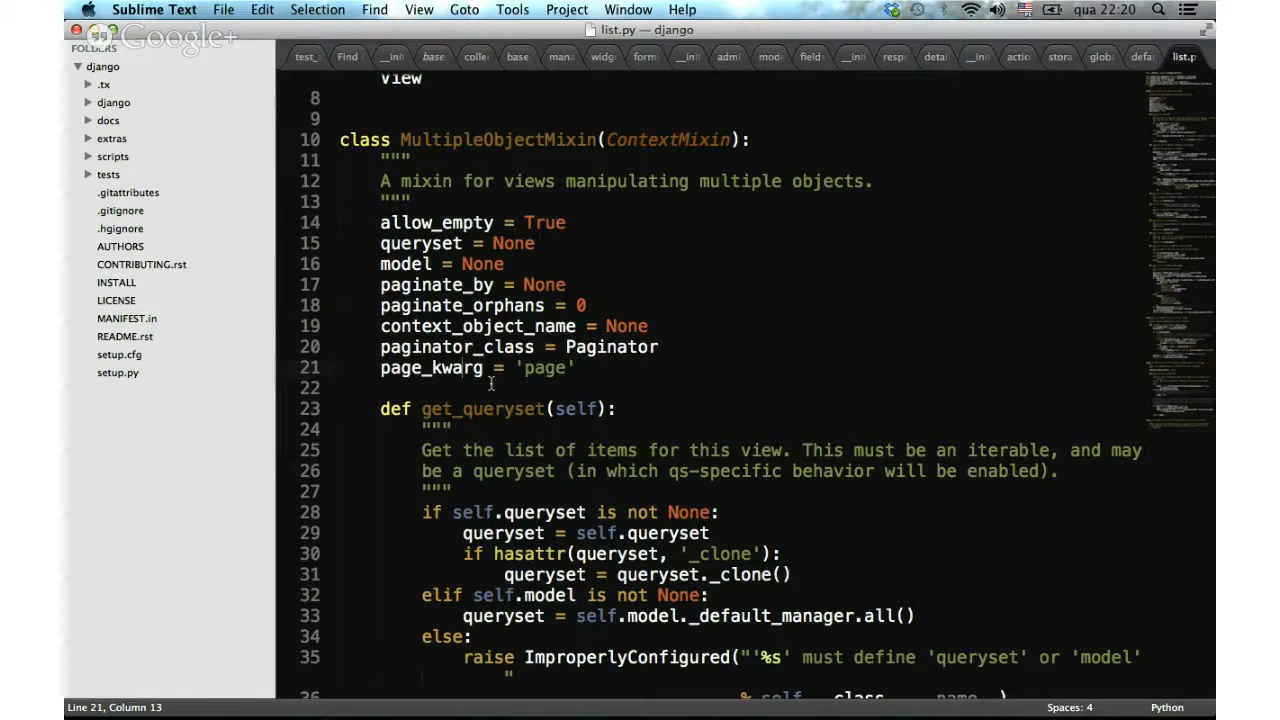 Sublime Text File Edit Selection Find View Goto Tools Project Window Help qua 22:20
Google+
list.py — django
FOLDERS
test_ Find __ini base. colle base man widg form __ini admi mod fields __ini resp detai __ini actio stora glob defa list.p
django
.tx
django
docs
extras
scripts
tests
.gitattributes
.gitignore
.hgignore
AUTHORS
CONTRIBUTING.rst
INSTALL
LICENSE
MANIFEST.in
README.rst
setup.cfg
setup.py
View
8
9
10 class MultipleObjectMixin(ContextMixin):
11 """
12 A mixin for views manipulating multiple objects.
13 """
14 allow_empty = True
15 queryset = None
16 model = None
17 paginate_by = None
18 paginate_orphans = 0
19 context_object_name = None
20 paginator_class = Paginator
21 page_kwarg = 'page'
22
23 def get_queryset(self):
24 """
25 Get the list of items for this view. This must be an iterable, and may
26 be a queryset (in which qs-specific behavior will be enabled).
27 """
28 if self.queryset is not None:
29 queryset = self.queryset
30 if hasattr(queryset, '_clone'):
31 queryset = queryset._clone()
32 elif self.model is not None:
33 queryset = self.model._default_manager.all()
34 else:
35 raise ImproperlyConfigured("'%s' must define 'queryset' or 'model'
"
36 % self.__class__.__name__)
Line 21, Column 13 Spaces: 4 Python